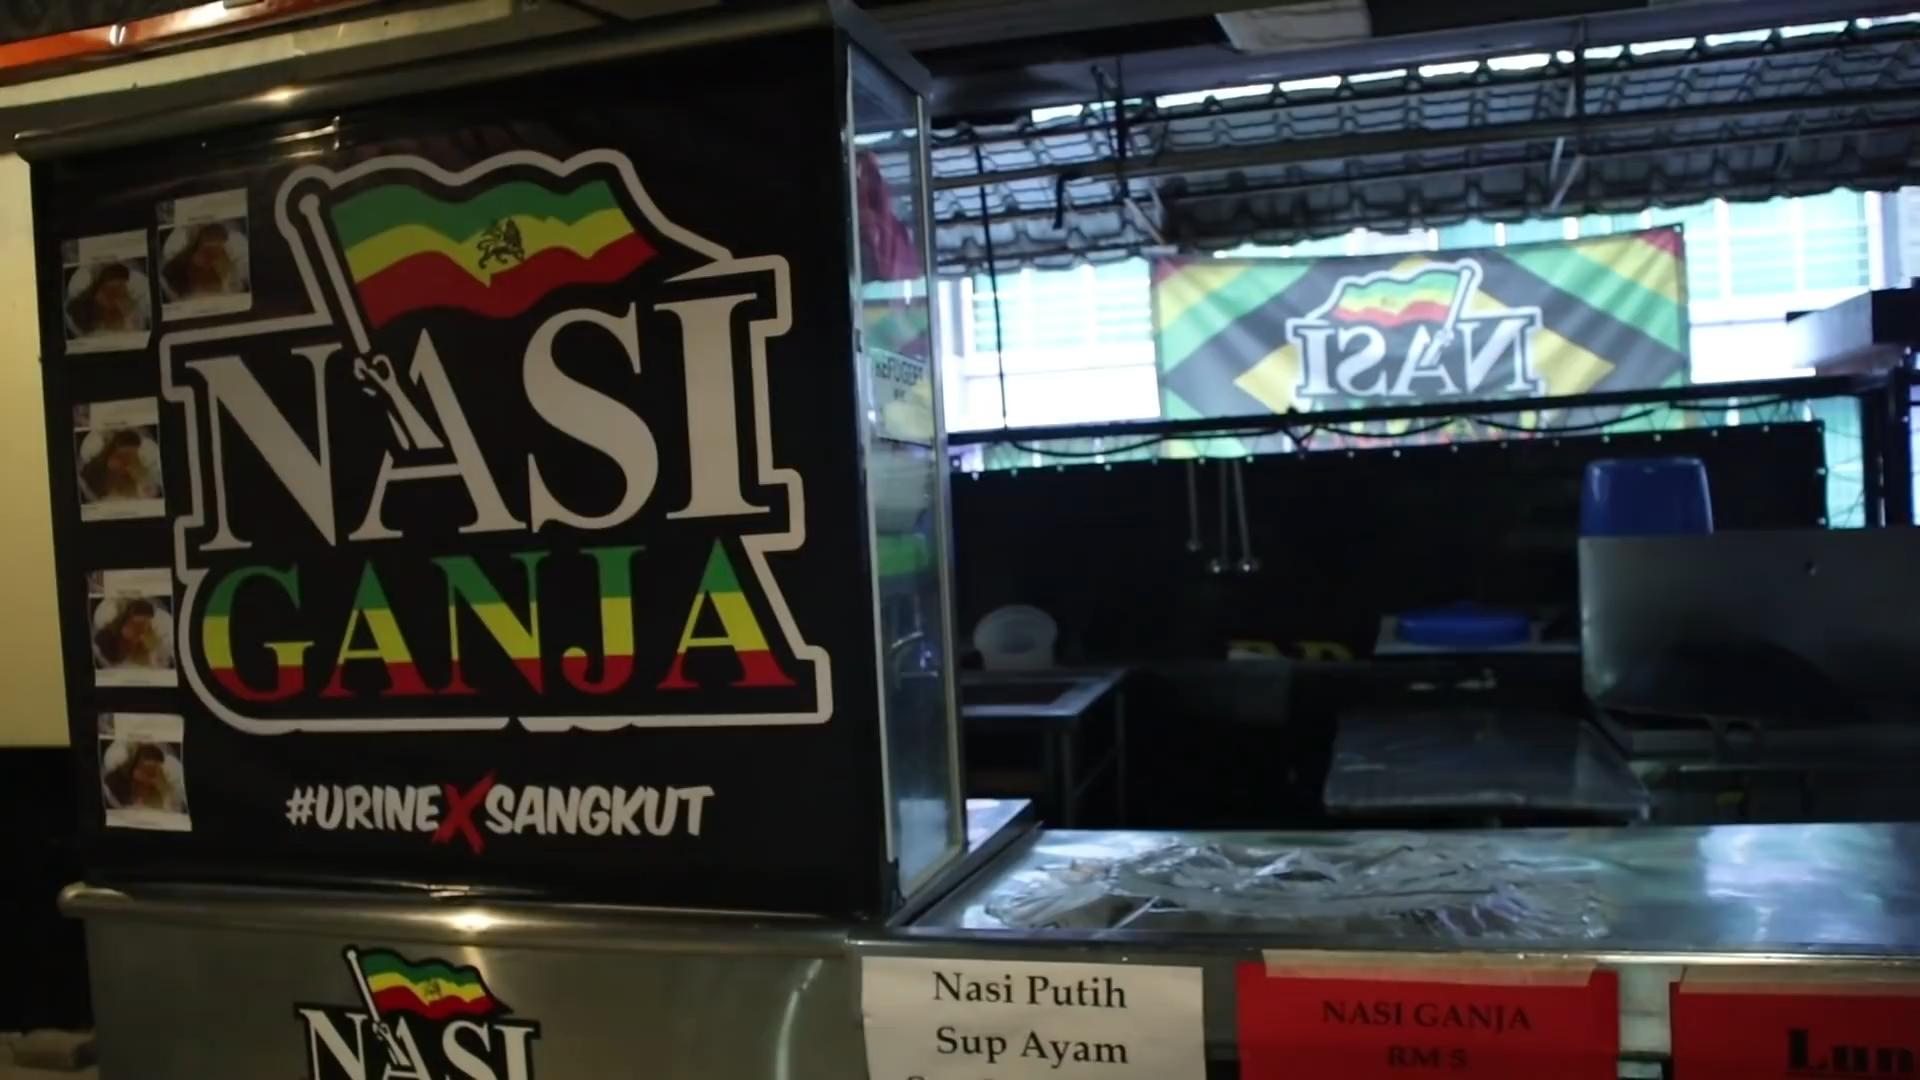 NASI
GANJA
#URINEXSANGKUT
NASI
NASI
Nasi Putih
Sup Ayam
NASI GANJA
RM 5